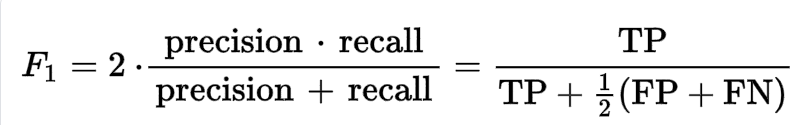 F₁ = 2 · (precision · recall) / (precision + recall) = TP / (TP + ½(FP + FN))